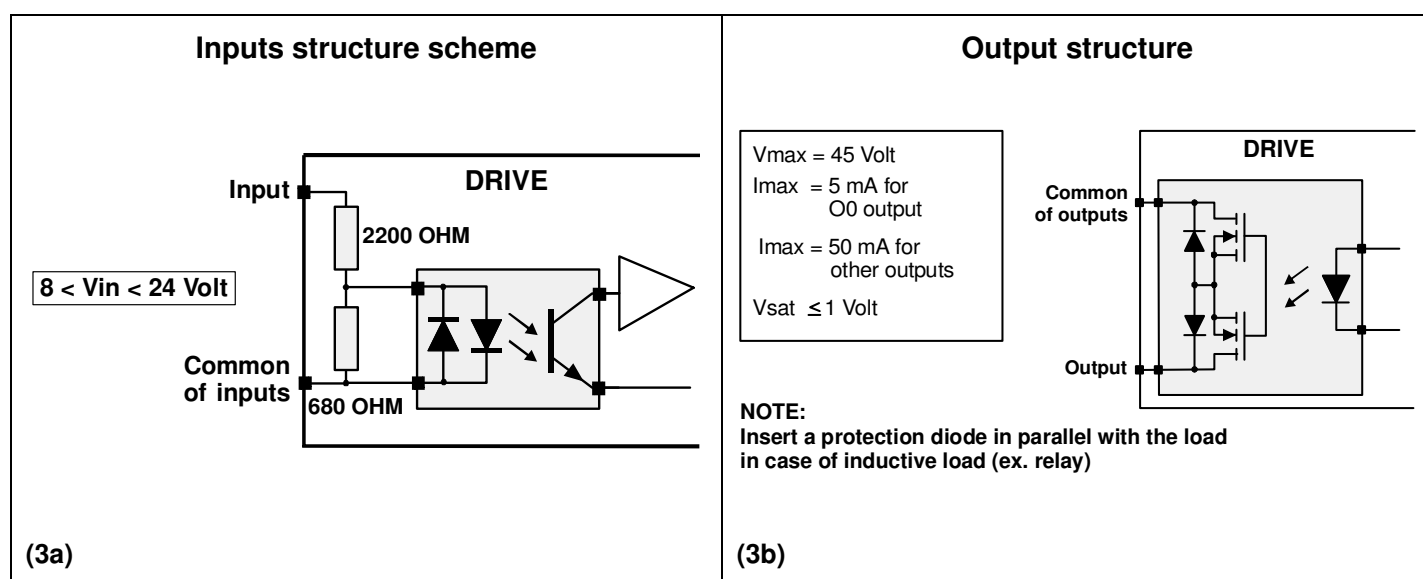 Inputs structure scheme
DRIVE
Input
2200 OHM
8 < Vin < 24 Volt
Common
of inputs
680 OHM
(3a)
Output structure
Vmax = 45 Volt
Imax = 5 mA for
O0 output
Imax = 50 mA for
other outputs
Vsat ≤ 1 Volt
DRIVE
Common
of outputs
Output
NOTE:
Insert a protection diode in parallel with the load
in case of inductive load (ex. relay)
(3b)